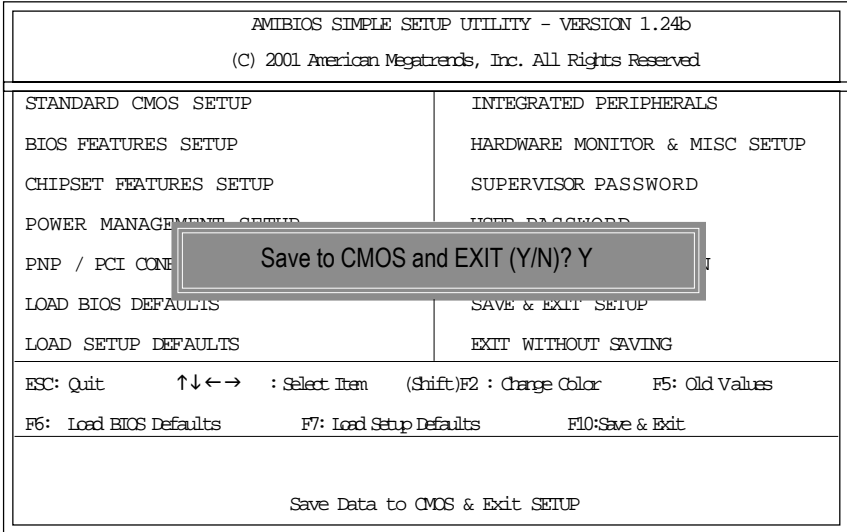 AMIBIOS SIMPLE SETUP UTILITY - VERSION 1.24b
(C) 2001 American Megatrends, Inc. All Rights Reserved
STANDARD CMOS SETUP
BIOS FEATURES SETUP
CHIPSET FEATURES SETUP
POWER MANAGEMENT SETUP
PNP / PCI
LOAD BIOS DEFAULTS
LOAD SETUP DEFAULTS
INTEGRATED PERIPHERALS
HARDWARE MONITOR & MISC SETUP
SUPERVISOR PASSWORD
USER PASSWORD
SAVE & EXIT SETUP
EXIT WITHOUT SAVING
Save to CMOS and EXIT (Y/N)? Y
ESC: Quit ↑↓←→ : Select Item (Shift)F2 : Change Color F5: Old Values
F6: Load BIOS Defaults F7: Load Setup Defaults F10:Save & Exit
Save Data to CMOS & Exit SETUP